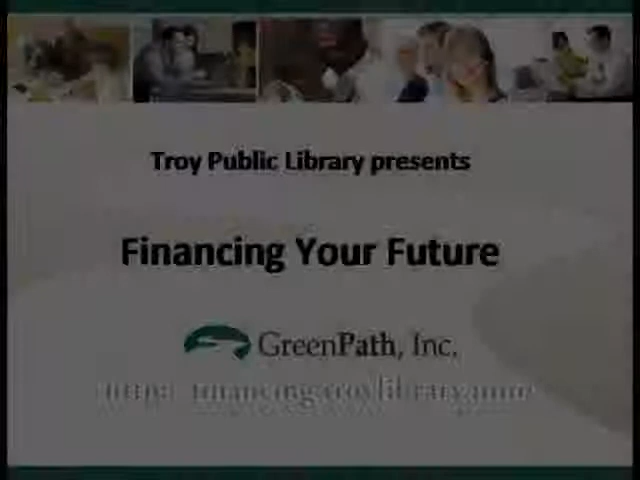 Troy Public Library presents
Financing Your Future
GreenPath, Inc.